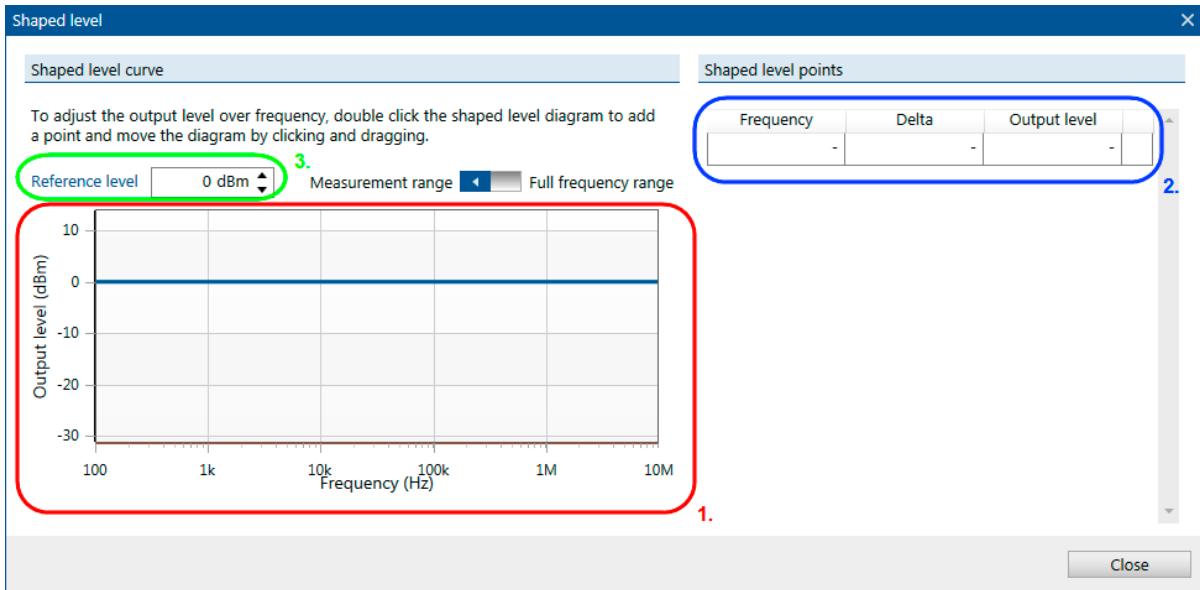 Shaped level
Shaped level curve
To adjust the output level over frequency, double click the shaped level diagram to add
a point and move the diagram by clicking and dragging.
3.
Reference level 0 dBm Measurement range Full frequency range
10
0
-10
-20
-30
Output level (dBm)
100 1k 10k 100k 1M 10M
Frequency (Hz)
1.
Shaped level points
Frequency Delta Output level
- - -
2.
Close